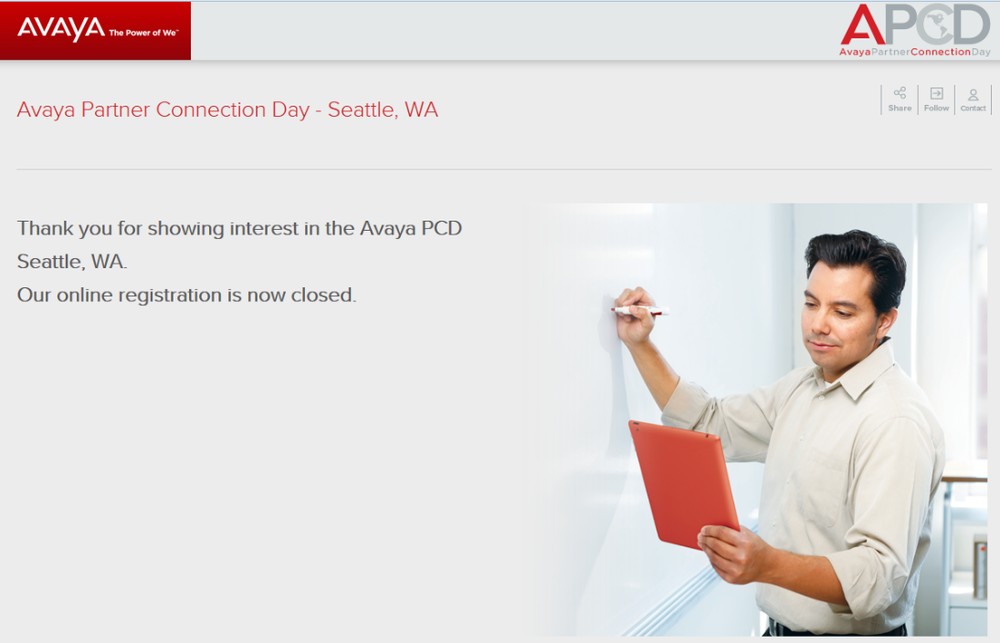 AVAYA The Power of We™
APCD
AvayaPartnerConnectionDay
Avaya Partner Connection Day - Seattle, WA
Share Follow Contact
Thank you for showing interest in the Avaya PCD
Seattle, WA.
Our online registration is now closed.